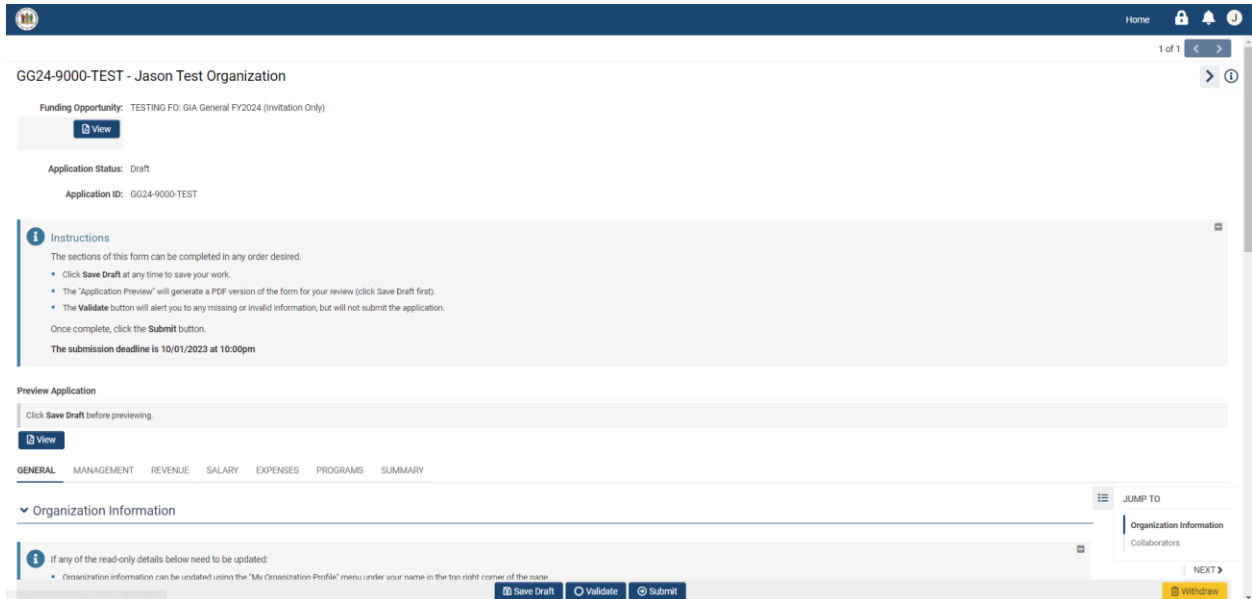 Home
J
1 of 1
GG24-9000-TEST - Jason Test Organization
Funding Opportunity: TESTING FO: GIA General FY2024 (Invitation Only)
View
Application Status: Draft
Application ID: GG24-9000-TEST
Instructions
The sections of this form can be completed in any order desired.
Click Save Draft at any time to save your work.
The "Application Preview" will generate a PDF version of the form for your review (click Save Draft first).
The Validate button will alert you to any missing or invalid information, but will not submit the application.
Once complete, click the Submit button.
The submission deadline is 10/01/2023 at 10:00pm
Preview Application
Click Save Draft before previewing.
View
GENERAL MANAGEMENT REVENUE SALARY EXPENSES PROGRAMS SUMMARY
Organization Information
JUMP TO
Organization Information
Collaborators
If any of the read-only details below need to be updated:
Organization information can be updated using the "My Organization Profile" menu under your name in the top right corner of the page.
NEXT
Save Draft Validate Submit Withdraw